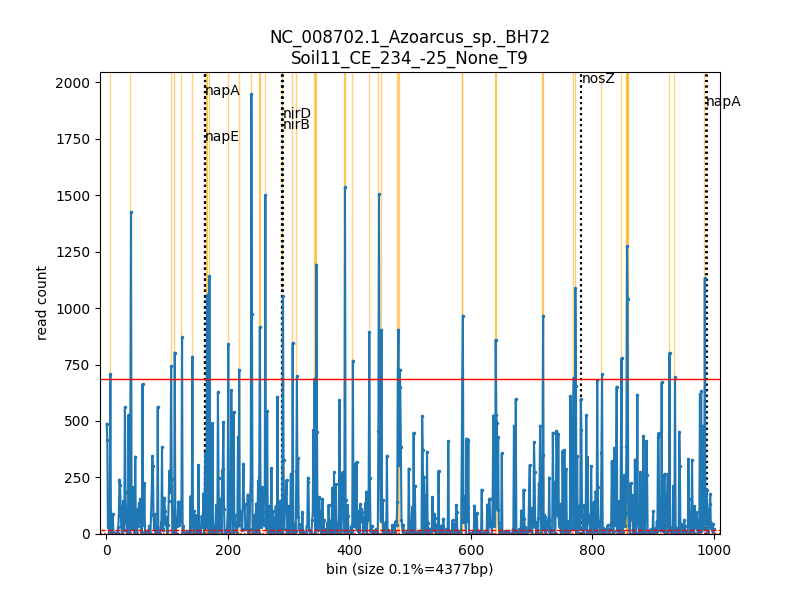 NC_008702.1_Azoarcus_sp._BH72
Soil11_CE_234_-25_None_T9
nosZ
napA
napA
nirD
nirB
napE
2000
1750
1500
1250
1000
750
500
250
0
read count
0 200 400 600 800 1000
bin (size 0.1%=4377bp)